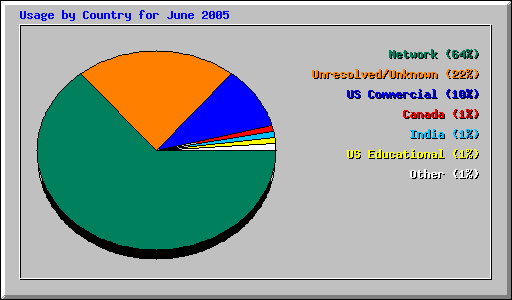 Usage by Country for June 2005
Network (64%)
Unresolved/Unknown (22%)
US Commercial (10%)
Canada (1%)
India (1%)
US Educational (1%)
Other (1%)